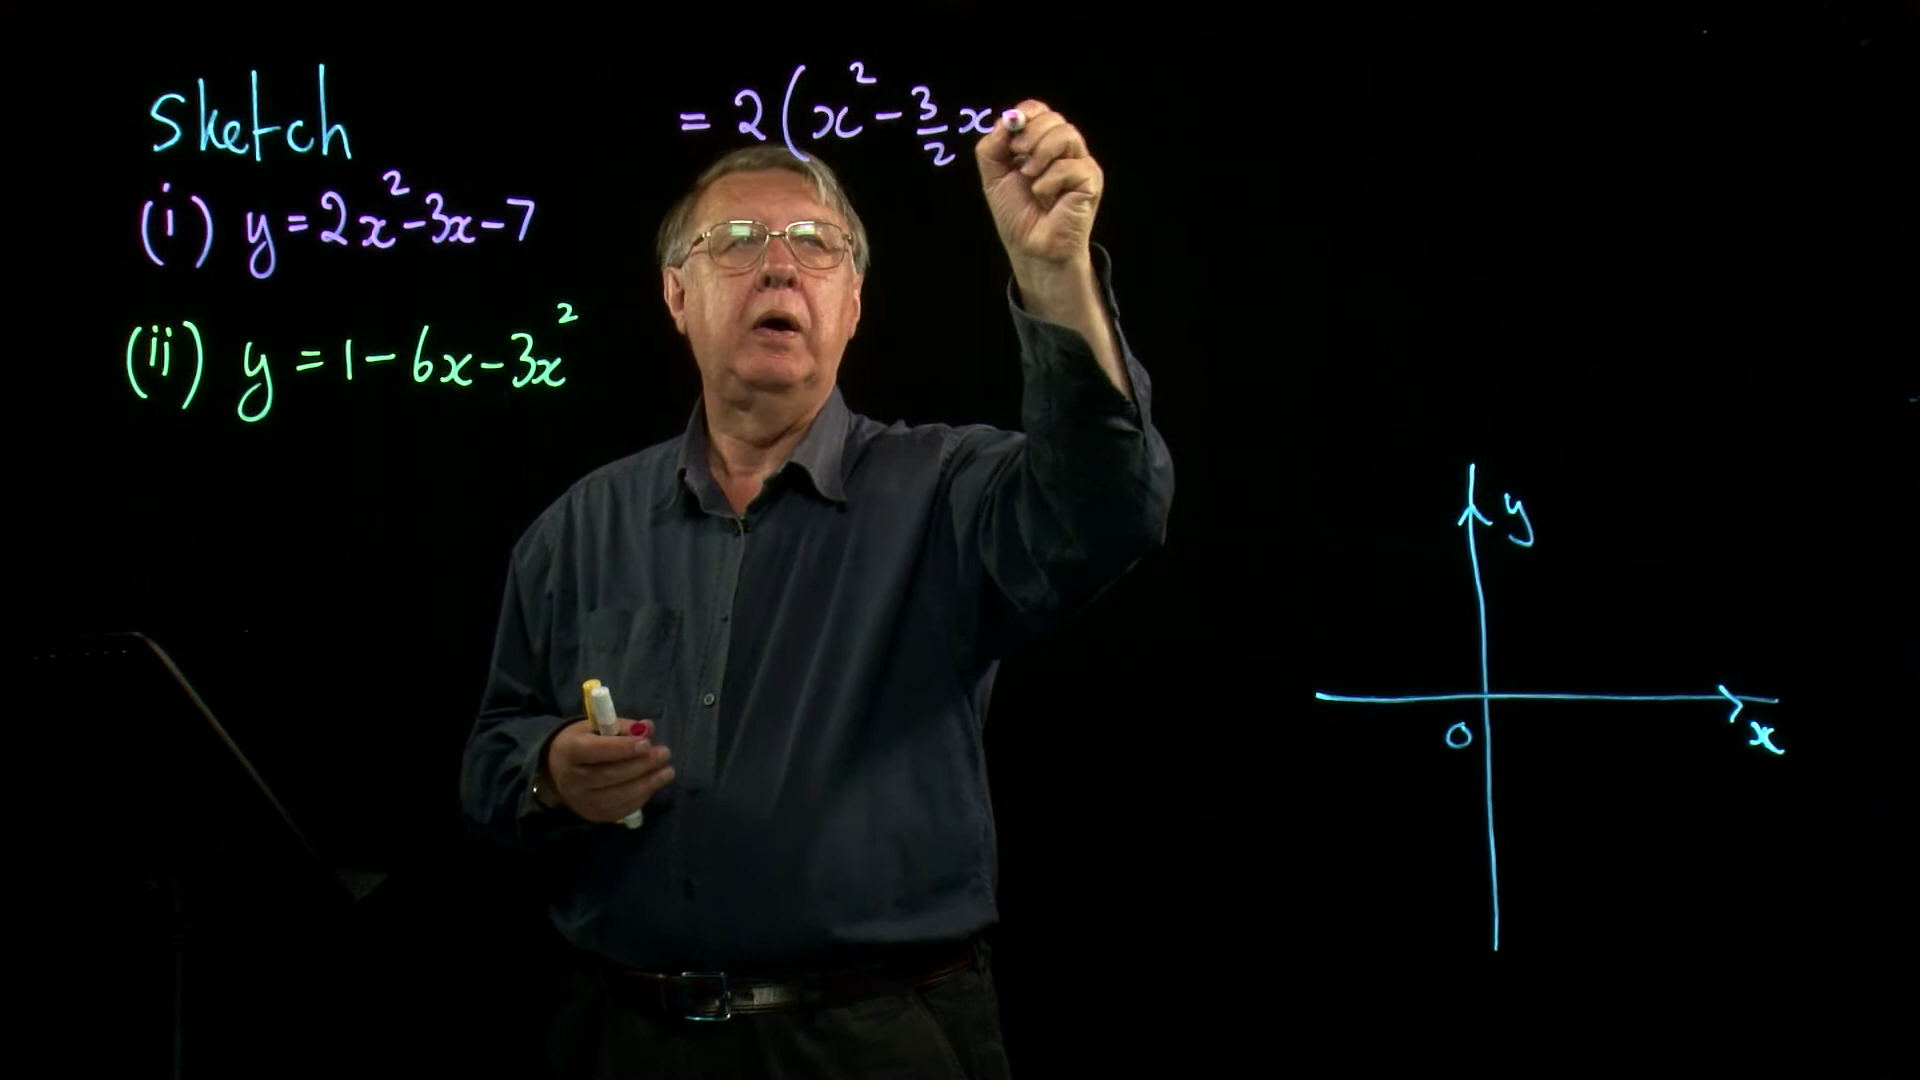 Sketch
(i) y = 2x² - 3x - 7
(ii) y = 1 - 6x - 3x²
= 2(x² - 3/2 x
y
0
x